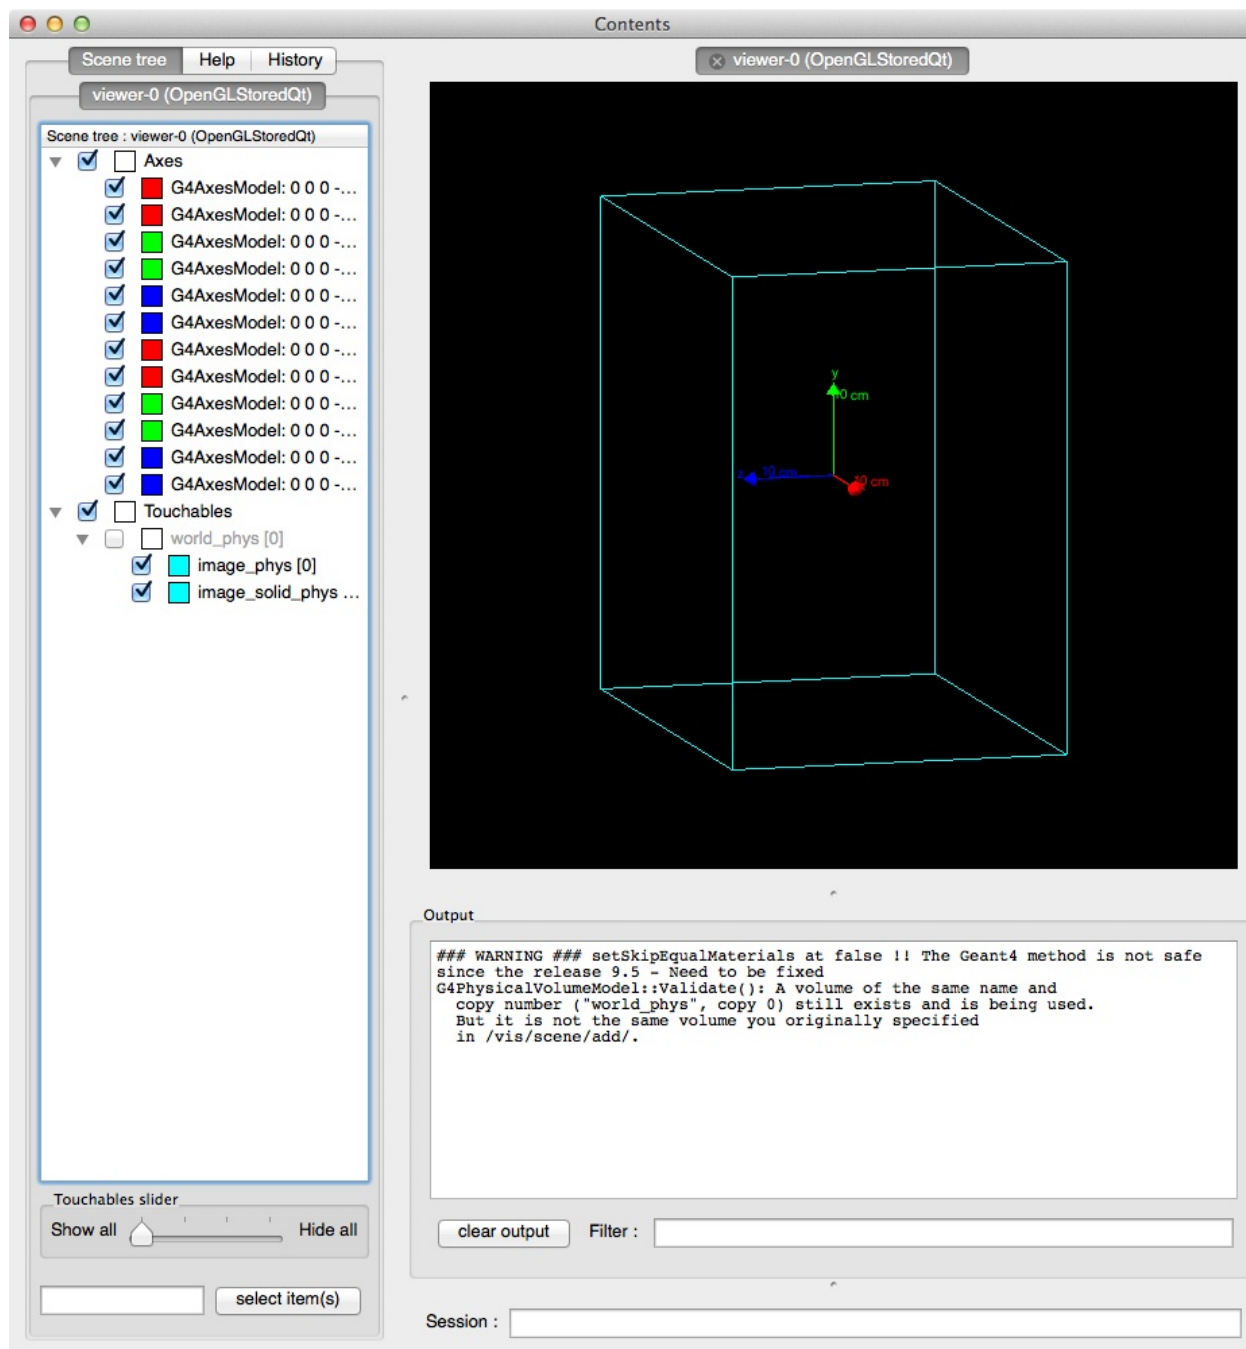 Contents
Scene tree
Help
History
viewer-0 (OpenGLStoredQt)
Scene tree : viewer-0 (OpenGLStoredQt)
Axes
G4AxesModel: 0 0 0 -...
G4AxesModel: 0 0 0 -...
G4AxesModel: 0 0 0 -...
G4AxesModel: 0 0 0 -...
G4AxesModel: 0 0 0 -...
G4AxesModel: 0 0 0 -...
G4AxesModel: 0 0 0 -...
G4AxesModel: 0 0 0 -...
G4AxesModel: 0 0 0 -...
G4AxesModel: 0 0 0 -...
G4AxesModel: 0 0 0 -...
G4AxesModel: 0 0 0 -...
Touchables
world_phys [0]
image_phys [0]
image_solid_phys ...
Touchables slider
Show all
Hide all
select item(s)
viewer-0 (OpenGLStoredQt)
y
10 cm
z
10 cm
10 cm
Output
### WARNING ### setSkipEqualMaterials at false !! The Geant4 method is not safe
since the release 9.5 - Need to be fixed
G4PhysicalVolumeModel::Validate(): A volume of the same name and
copy number ("world_phys", copy 0) still exists and is being used.
But it is not the same volume you originally specified
in /vis/scene/add/.
clear output
Filter :
Session :